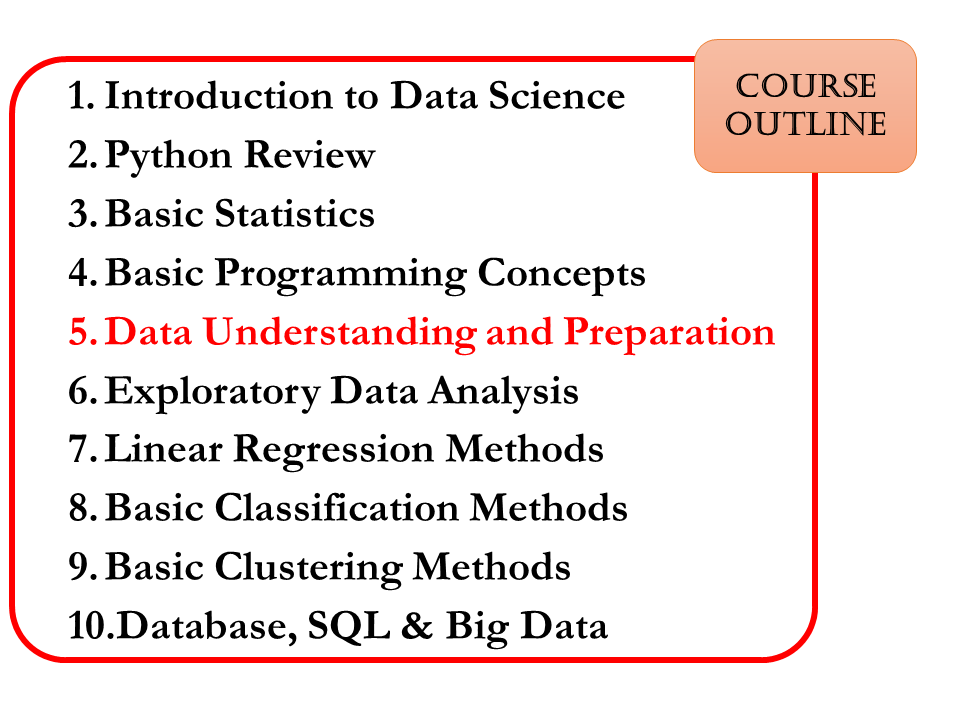 COURSE
OUTLINE
1. Introduction to Data Science
2. Python Review
3. Basic Statistics
4. Basic Programming Concepts
5. Data Understanding and Preparation
6. Exploratory Data Analysis
7. Linear Regression Methods
8. Basic Classification Methods
9. Basic Clustering Methods
10.Database, SQL & Big Data